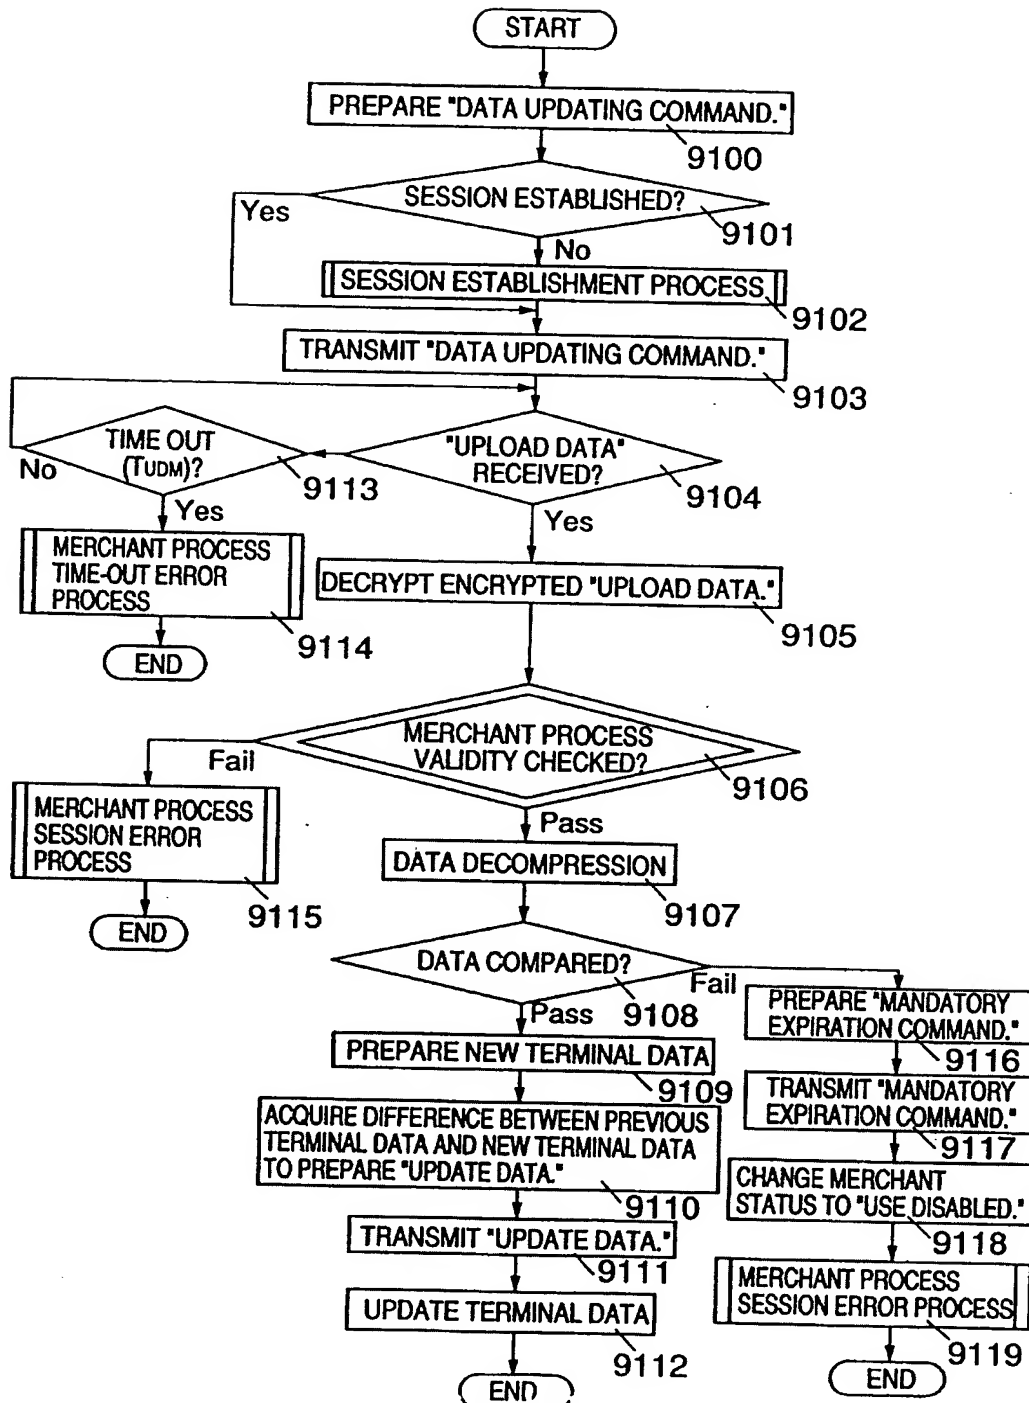 START
PREPARE "DATA UPDATING COMMAND."
9100
SESSION ESTABLISHED?
Yes
9101
No
SESSION ESTABLISHMENT PROCESS
9102
TRANSMIT "DATA UPDATING COMMAND."
9103
TIME OUT
(TUDM)?
No
9113
"UPLOAD DATA"
RECEIVED?
9104
Yes
Yes
MERCHANT PROCESS
TIME-OUT ERROR
PROCESS
9114
END
DECRYPT ENCRYPTED "UPLOAD DATA."
9105
MERCHANT PROCESS
VALIDITY CHECKED?
Fail
9106
Pass
MERCHANT PROCESS
SESSION ERROR
PROCESS
9115
END
DATA DECOMPRESSION
9107
DATA COMPARED?
Fail
9108
Pass
PREPARE NEW TERMINAL DATA
9109
ACQUIRE DIFFERENCE BETWEEN PREVIOUS
TERMINAL DATA AND NEW TERMINAL DATA
TO PREPARE "UPDATE DATA."
9110
TRANSMIT "UPDATE DATA."
9111
UPDATE TERMINAL DATA
9112
END
PREPARE "MANDATORY
EXPIRATION COMMAND."
9116
TRANSMIT "MANDATORY
EXPIRATION COMMAND."
9117
CHANGE MERCHANT
STATUS TO "USE DISABLED."
9118
MERCHANT PROCESS
SESSION ERROR PROCESS
9119
END